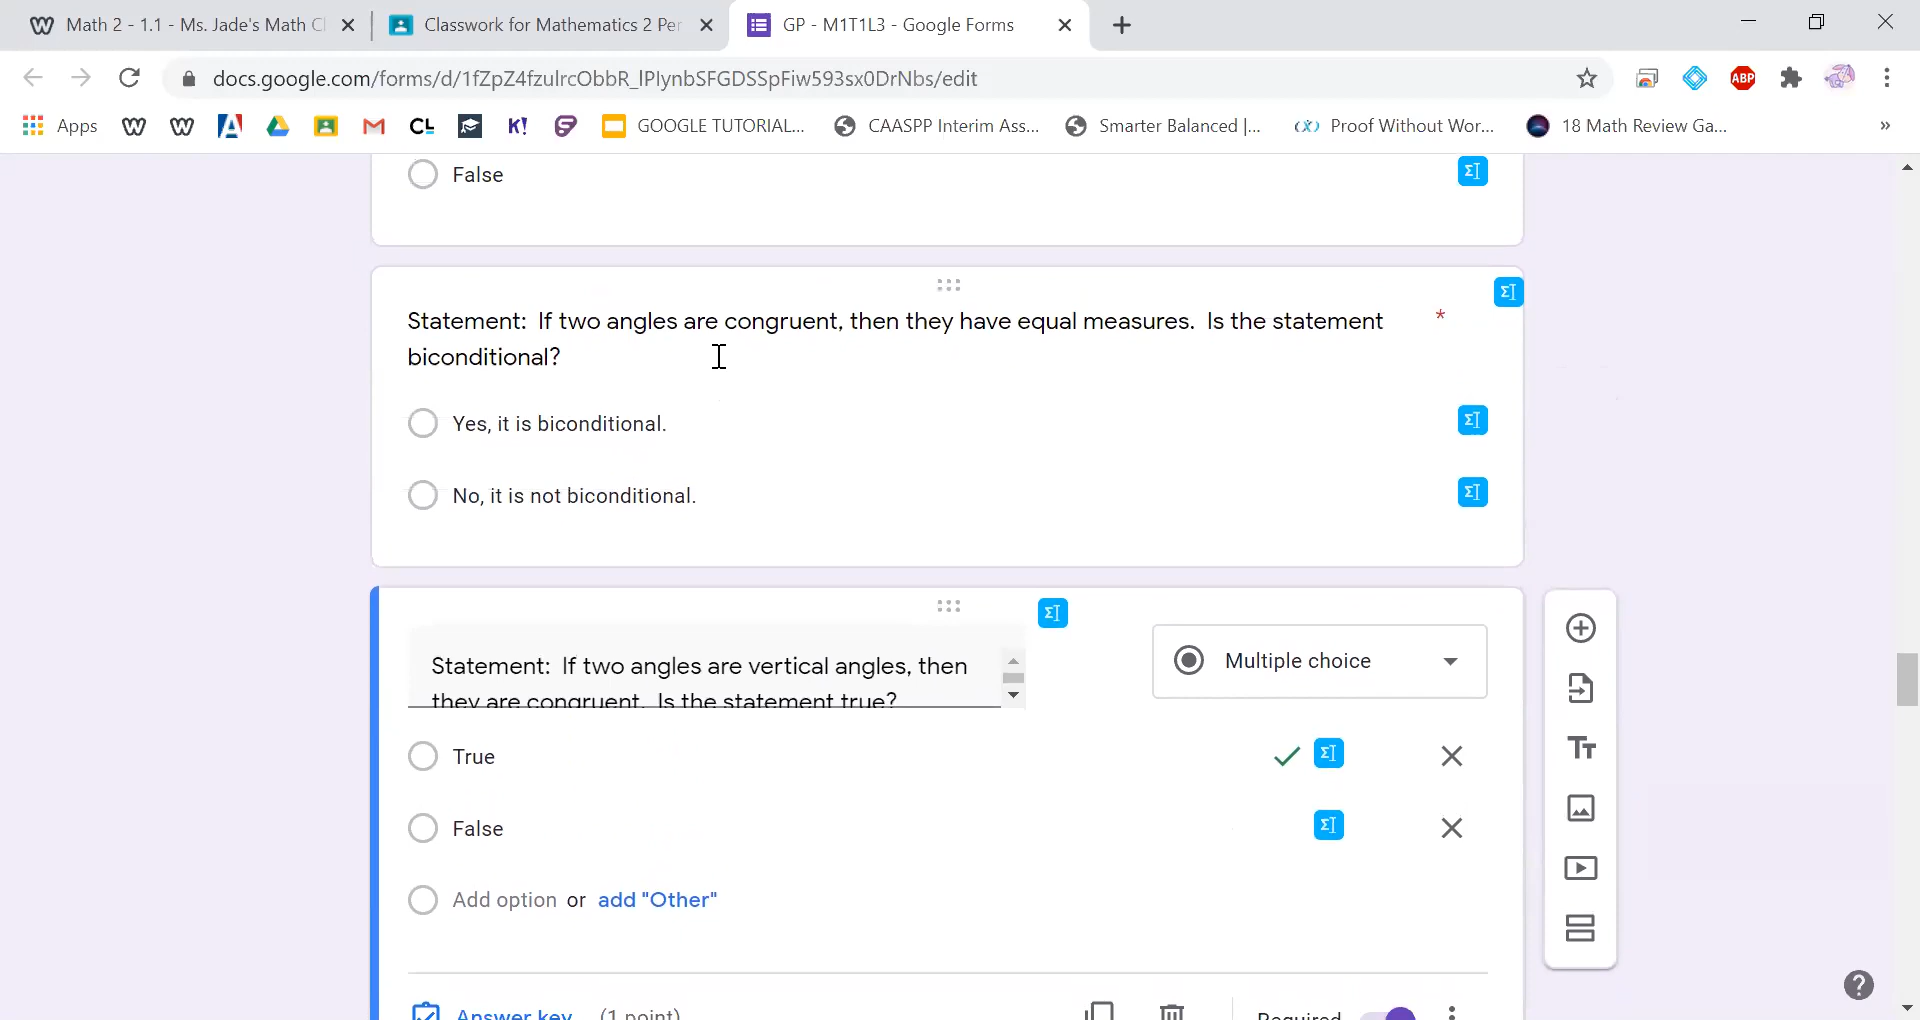 Math 2 - 1.1 - Ms. Jade's Math Cl
Classwork for Mathematics 2 Per
GP - M1T1L3 - Google Forms
docs.google.com/forms/d/1fZpZ4fzulrcObbR_lPIynbSFGDSSpFiw593sx0DrNbs/edit
ABP
Apps
CL
K!
GOOGLE TUTORIAL...
CAASPP Interim Ass...
Smarter Balanced |...
Proof Without Wor...
18 Math Review Ga...
False
Statement: If two angles are congruent, then they have equal measures. Is the statement *
biconditional?
Yes, it is biconditional.
No, it is not biconditional.
Statement: If two angles are vertical angles, then
they are congruent. Is the statement true?
Multiple choice
True
False
Add option or add "Other"
Answer key (1 point)
Required